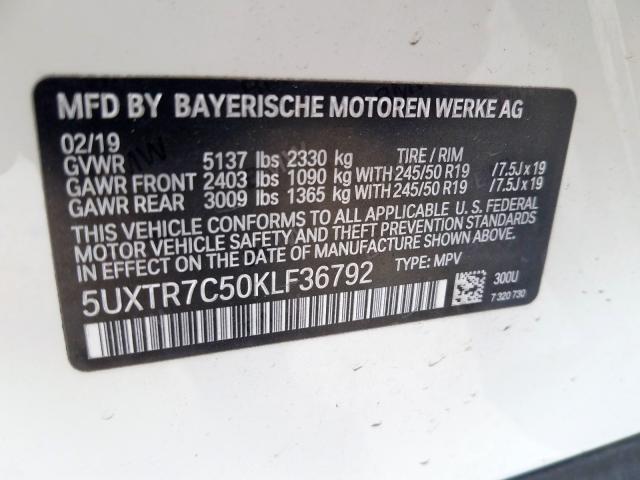 MFD BY BAYERISCHE MOTOREN WERKE AG
02/19
GVWR 5137 lbs 2330 kg TIRE / RIM
GAWR FRONT 2403 lbs 1090 kg WITH 245/50 R19 /7.5J x 19
GAWR REAR 3009 lbs 1365 kg WITH 245/50 R19 /7.5J x 19
THIS VEHICLE CONFORMS TO ALL APPLICABLE U. S. FEDERAL
MOTOR VEHICLE SAFETY AND THEFT PREVENTION STANDARDS
IN EFFECT ON THE DATE OF MANUFACTURE SHOWN ABOVE.
5UXTR7C50KLF36792 TYPE: MPV
300U
7 320 730